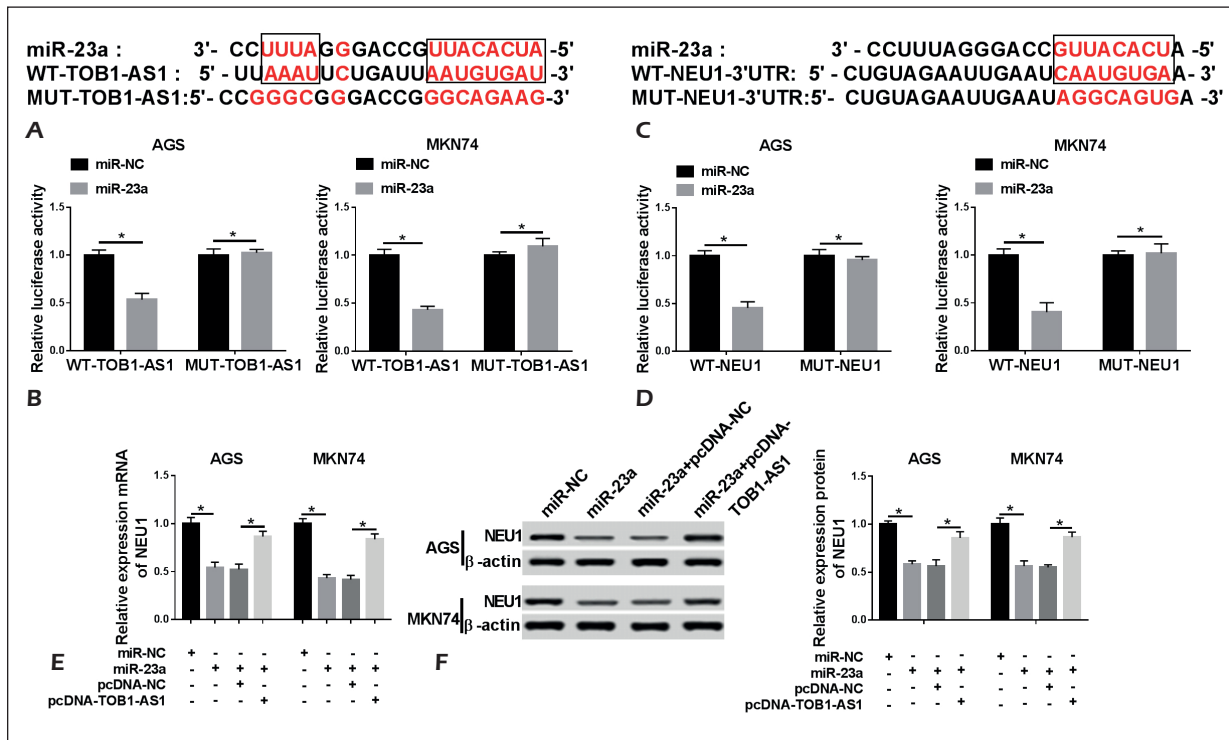 miR-23a : 3'- CCUUUAGGGACCGUUACACUA -5'
WT-TOB1-AS1 : 5'- UUAAAUUCUGAUUAAUGUGAU -3'
MUT-TOB1-AS1:5'- CCGGGCGGGACCGGGCAGAAG-3'
miR-23a : 3'- CCUUUAGGGACCGUUACACUA -5'
WT-NEU1-3'UTR: 5'- CUGUAGAAUUGAAUCAAUGUGAA- 3'
MUT-NEU1-3'UTR:5'- CUGUAGAAUUGAAUAGGCAGUGA -3'
A
AGS
miR-NC
miR-23a
Relative luciferase activity
1.5
1.0
0.5
0.0
*
*
WT-TOB1-AS1
MUT-TOB1-AS1
MKN74
miR-NC
miR-23a
Relative luciferase activity
1.5
1.0
0.5
0.0
*
*
WT-TOB1-AS1
MUT-TOB1-AS1
C
AGS
miR-NC
miR-23a
Relative luciferase activity
1.5
1.0
0.5
0.0
*
*
WT-NEU1
MUT-NEU1
MKN74
miR-NC
miR-23a
Relative luciferase activity
1.5
1.0
0.5
0.0
*
*
WT-NEU1
MUT-NEU1
B
D
AGS
MKN74
Relative expression mRNA
of NEU1
1.5
1.0
0.5
0.0
*
*
*
*
miR-NC + - - - + - - -
miR-23a - + + + - + + +
pcDNA-NC - - + - - - + -
pcDNA-TOB1-AS1 - - - + - - - +
E
miR-NC
miR-23a
miR-23a+pcDNA-NC
miR-23a+pcDNA-
TOB1-AS1
AGS
NEU1
β-actin
MKN74
NEU1
β-actin
F
AGS
MKN74
Relative expression protein
of NEU1
1.5
1.0
0.5
0.0
*
*
*
*
miR-NC + - - - + - - -
miR-23a - + + + - + + +
pcDNA-NC - - + - - - + -
pcDNA-TOB1-AS1 - - - + - - - +